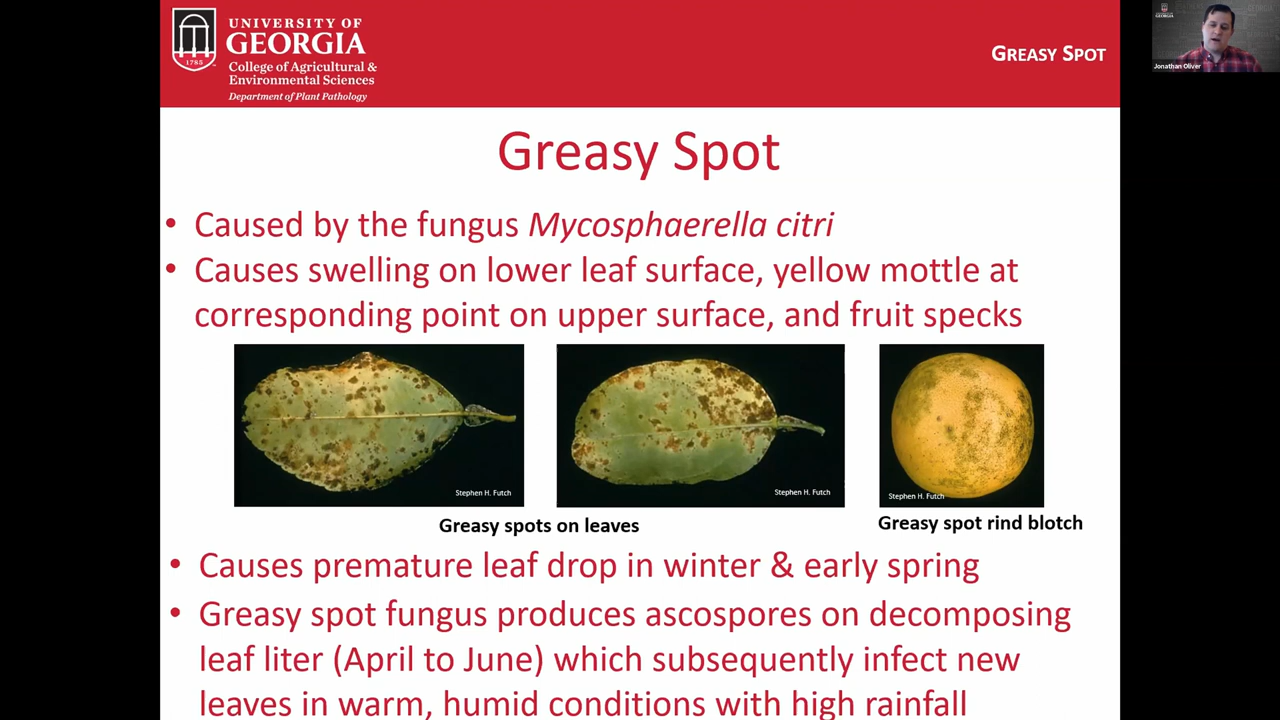 UNIVERSITY OF
GEORGIA
College of Agricultural &
Environmental Sciences
Department of Plant Pathology
1785
GREASY SPOT
Jonathan Oliver
Greasy Spot
• Caused by the fungus Mycosphaerella citri
• Causes swelling on lower leaf surface, yellow mottle at
corresponding point on upper surface, and fruit specks
Stephen H. Futch
Stephen H. Futch
Stephen H. Futch
Greasy spots on leaves
Greasy spot rind blotch
• Causes premature leaf drop in winter & early spring
• Greasy spot fungus produces ascospores on decomposing
leaf liter (April to June) which subsequently infect new
leaves in warm, humid conditions with high rainfall